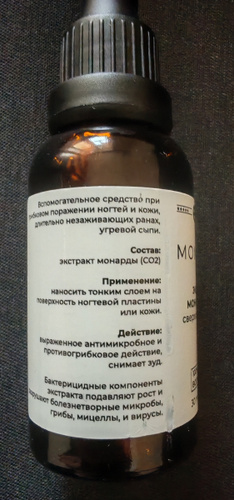 Вспомогательное средство при
грибковом поражении ногтей и кожи,
длительно незаживающих ранах,
угревой сыпи.
Состав:
экстракт монарды (СО2)
Применение:
наносить тонким слоем на
поверхность ногтевой пластины
или кожи.
Действие:
выраженное антимикробное и
противогрибковое действие,
снимает зуд.
Бактерицидные компоненты
экстракта подавляют рост и
разрушают болезнетворные микробы,
грибы, мицеллы, и вирусы.